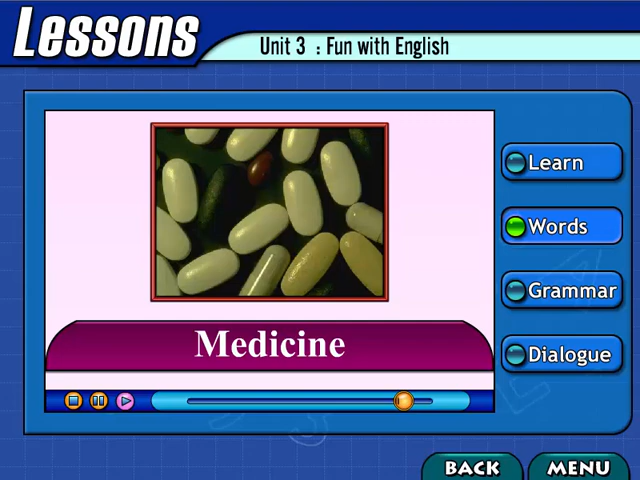 Lessons
Unit 3 : Fun with English
Learn
Words
Grammar
Dialogue
Medicine
BACK
MENU